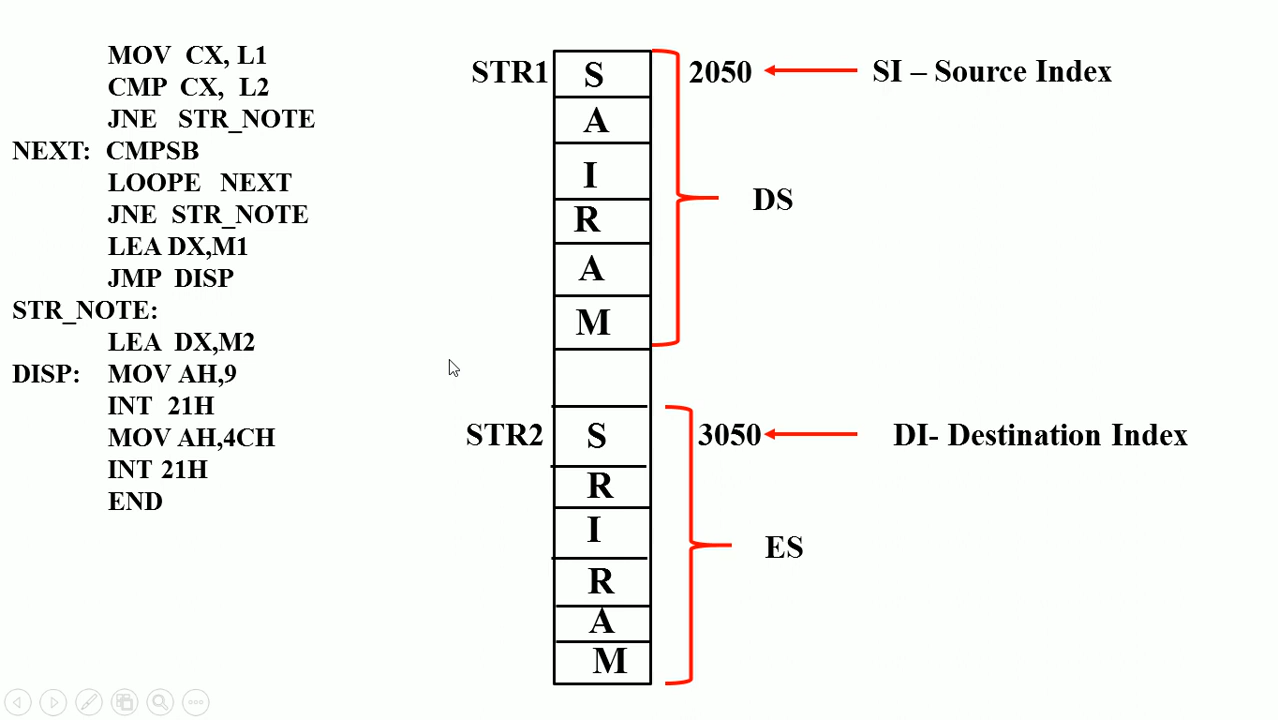 MOV CX, L1
CMP CX, L2
JNE STR_NOTE
NEXT: CMPSB
LOOPE NEXT
JNE STR_NOTE
LEA DX,M1
JMP DISP
STR_NOTE:
LEA DX,M2
DISP: MOV AH,9
INT 21H
MOV AH,4CH
INT 21H
END
STR1 S 2050 SI – Source Index
A
I
R
A
M
DS
STR2 S 3050 DI- Destination Index
R
I
R
A
M
ES